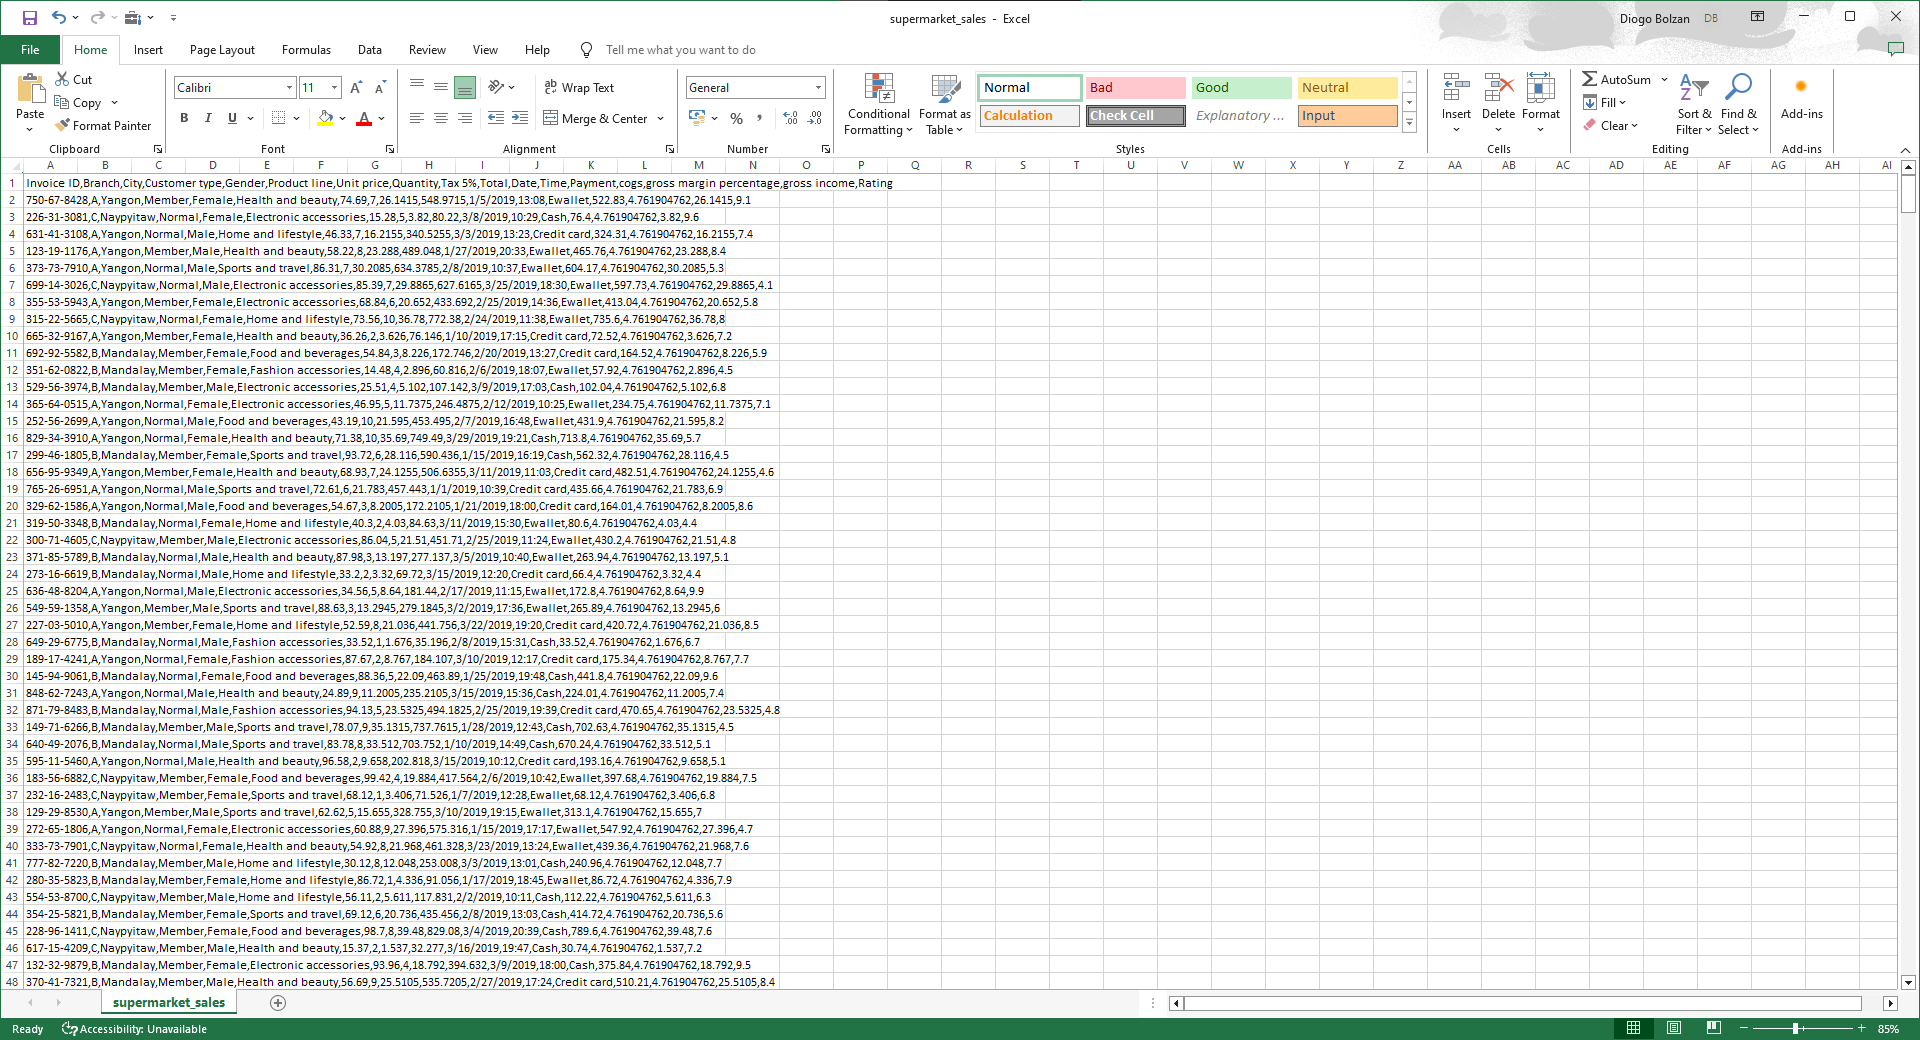 supermarket_sales - Excel
Diogo Bolzan DB
File Home Insert Page Layout Formulas Data Review View Help Tell me what you want to do
Paste
Cut
Copy
Format Painter
Clipboard
Calibri 11
B I U
Font
Wrap Text
Merge & Center
Alignment
General
Number
Conditional Formatting
Format as Table
Normal Bad Good Neutral
Calculation Check Cell Explanatory ... Input
Styles
Insert Delete Format
Cells
AutoSum
Fill
Clear
Sort & Filter
Find & Select
Editing
Add-ins
Add-ins
A B C D E F G H I J K L M N O P Q R S T U V W X Y Z AA AB AC AD AE AF AG AH AI
1 Invoice ID,Branch,City,Customer type,Gender,Product line,Unit price,Quantity,Tax 5%,Total,Date,Time,Payment,cogs,gross margin percentage,gross income,Rating
2 750-67-8428,A,Yangon,Member,Female,Health and beauty,74.69,7,26.1415,548.9715,1/5/2019,13:08,Ewallet,522.83,4.761904762,26.1415,9.1
3 226-31-3081,C,Naypyitaw,Normal,Female,Electronic accessories,15.28,5,3.82,80.22,3/8/2019,10:29,Cash,76.4,4.761904762,3.82,9.6
4 631-41-3108,A,Yangon,Normal,Male,Home and lifestyle,46.33,7,16.2155,340.5255,3/3/2019,13:23,Credit card,324.31,4.761904762,16.2155,7.4
5 123-19-1176,A,Yangon,Member,Male,Health and beauty,58.22,8,23.288,489.048,1/27/2019,20:33,Ewallet,465.76,4.761904762,23.288,8.4
6 373-73-7910,A,Yangon,Normal,Male,Sports and travel,86.31,7,30.2085,634.3785,2/8/2019,10:37,Ewallet,604.17,4.761904762,30.2085,5.3
7 699-14-3026,C,Naypyitaw,Normal,Male,Electronic accessories,85.39,7,29.8865,627.6165,3/25/2019,18:30,Ewallet,597.73,4.761904762,29.8865,4.1
8 355-53-5943,A,Yangon,Member,Female,Electronic accessories,68.84,6,20.652,433.692,2/25/2019,14:36,Ewallet,413.04,4.761904762,20.652,5.8
9 315-22-5665,C,Naypyitaw,Normal,Female,Home and lifestyle,73.56,10,36.78,772.38,2/24/2019,11:38,Ewallet,735.6,4.761904762,36.78,8
10 665-32-9167,A,Yangon,Member,Female,Health and beauty,36.26,2,3.626,76.146,1/10/2019,17:15,Credit card,72.52,4.761904762,3.626,7.2
11 692-92-5582,B,Mandalay,Member,Female,Food and beverages,54.84,3,8.226,172.746,2/20/2019,13:27,Credit card,164.52,4.761904762,8.226,5.9
12 351-62-0822,B,Mandalay,Member,Female,Fashion accessories,14.48,4,2.896,60.816,2/6/2019,18:07,Ewallet,57.92,4.761904762,2.896,4.5
13 529-56-3974,B,Mandalay,Member,Male,Electronic accessories,25.51,4,5.102,107.142,3/9/2019,17:03,Cash,102.04,4.761904762,5.102,6.8
14 365-64-0515,A,Yangon,Normal,Female,Electronic accessories,46.95,5,11.7375,246.4875,2/12/2019,10:25,Ewallet,234.75,4.761904762,11.7375,7.1
15 252-56-2699,A,Yangon,Normal,Male,Food and beverages,43.19,10,21.595,453.495,2/7/2019,16:48,Ewallet,431.9,4.761904762,21.595,8.2
16 829-34-3910,A,Yangon,Normal,Female,Health and beauty,71.38,10,35.69,749.49,3/29/2019,19:21,Cash,713.8,4.761904762,35.69,5.7
17 299-46-1805,B,Mandalay,Member,Female,Sports and travel,93.72,6,28.116,590.436,1/15/2019,16:19,Cash,562.32,4.761904762,28.116,4.5
18 656-95-9349,A,Yangon,Member,Female,Health and beauty,68.93,7,24.1255,506.6355,3/11/2019,11:03,Credit card,482.51,4.761904762,24.1255,4.6
19 765-26-6951,A,Yangon,Normal,Male,Sports and travel,72.61,6,21.783,457.443,1/1/2019,10:39,Credit card,435.66,4.761904762,21.783,6.9
20 329-62-1586,A,Yangon,Normal,Male,Food and beverages,54.67,3,8.2005,172.2105,1/21/2019,18:00,Credit card,164.01,4.761904762,8.2005,8.6
21 319-50-3348,B,Mandalay,Normal,Female,Home and lifestyle,40.3,2,4.03,84.63,3/11/2019,15:30,Ewallet,80.6,4.761904762,4.03,4.4
22 300-71-4605,C,Naypyitaw,Member,Male,Electronic accessories,86.04,5,21.51,451.71,2/25/2019,11:24,Ewallet,430.2,4.761904762,21.51,4.8
23 371-85-5789,B,Mandalay,Normal,Male,Health and beauty,87.98,3,13.197,277.137,3/5/2019,10:40,Ewallet,263.94,4.761904762,13.197,5.1
24 273-16-6619,B,Mandalay,Normal,Male,Home and lifestyle,33.2,2,3.32,69.72,3/15/2019,12:20,Credit card,66.4,4.761904762,3.32,4.4
25 636-48-8204,A,Yangon,Normal,Male,Electronic accessories,34.56,5,8.64,181.44,2/17/2019,11:15,Ewallet,172.8,4.761904762,8.64,9.9
26 549-59-1358,A,Yangon,Member,Male,Sports and travel,88.63,3,13.2945,279.1845,3/2/2019,17:36,Ewallet,265.89,4.761904762,13.2945,6
27 227-03-5010,A,Yangon,Member,Female,Home and lifestyle,52.59,8,21.036,441.756,3/22/2019,19:20,Credit card,420.72,4.761904762,21.036,8.5
28 649-29-6775,B,Mandalay,Normal,Male,Fashion accessories,33.52,1,1.676,35.196,2/8/2019,15:31,Cash,33.52,4.761904762,1.676,6.7
29 189-17-4241,A,Yangon,Normal,Female,Fashion accessories,87.67,2,8.767,184.107,3/10/2019,12:17,Credit card,175.34,4.761904762,8.767,7.7
30 145-94-9061,B,Mandalay,Normal,Female,Food and beverages,88.36,5,22.09,463.89,1/25/2019,19:48,Cash,441.8,4.761904762,22.09,9.6
31 848-62-7243,A,Yangon,Normal,Male,Health and beauty,24.89,9,11.2005,235.2105,3/15/2019,15:36,Cash,224.01,4.761904762,11.2005,7.4
32 871-79-8483,B,Mandalay,Normal,Male,Fashion accessories,94.13,5,23.5325,494.1825,2/25/2019,19:39,Credit card,470.65,4.761904762,23.5325,4.8
33 149-71-6266,B,Mandalay,Member,Male,Sports and travel,78.07,9,35.1315,737.7615,1/28/2019,12:43,Cash,702.63,4.761904762,35.1315,4.5
34 640-49-2076,B,Mandalay,Normal,Male,Sports and travel,83.78,8,33.512,703.752,1/10/2019,14:49,Cash,670.24,4.761904762,33.512,5.1
35 595-11-5460,A,Yangon,Normal,Male,Health and beauty,96.58,2,9.658,202.818,3/15/2019,10:12,Credit card,193.16,4.761904762,9.658,5.1
36 183-56-6882,C,Naypyitaw,Member,Female,Food and beverages,99.42,4,19.884,417.564,2/6/2019,10:42,Ewallet,397.68,4.761904762,19.884,7.5
37 232-16-2483,C,Naypyitaw,Member,Female,Sports and travel,68.12,1,3.406,71.526,1/7/2019,12:28,Ewallet,68.12,4.761904762,3.406,6.8
38 129-29-8530,A,Yangon,Member,Male,Sports and travel,62.62,5,15.655,328.755,3/10/2019,19:15,Ewallet,313.1,4.761904762,15.655,7
39 272-65-1806,A,Yangon,Normal,Female,Electronic accessories,60.88,9,27.396,575.316,1/15/2019,17:17,Ewallet,547.92,4.761904762,27.396,4.7
40 333-73-7901,C,Naypyitaw,Normal,Female,Health and beauty,54.92,8,21.968,461.328,3/23/2019,13:24,Ewallet,439.36,4.761904762,21.968,7.6
41 777-82-7220,B,Mandalay,Member,Male,Home and lifestyle,30.12,8,12.048,253.008,3/3/2019,13:01,Cash,240.96,4.761904762,12.048,7.7
42 280-35-5823,B,Mandalay,Member,Female,Home and lifestyle,86.72,1,4.336,91.056,1/17/2019,18:45,Ewallet,86.72,4.761904762,4.336,7.9
43 554-53-8700,C,Naypyitaw,Member,Male,Home and lifestyle,56.11,2,5.611,117.831,2/2/2019,10:11,Cash,112.22,4.761904762,5.611,6.3
44 354-25-5821,B,Mandalay,Member,Female,Sports and travel,69.12,6,20.736,435.456,2/8/2019,13:03,Cash,414.72,4.761904762,20.736,5.6
45 228-96-1411,C,Naypyitaw,Member,Female,Food and beverages,98.7,8,39.48,829.08,3/4/2019,20:39,Cash,789.6,4.761904762,39.48,7.6
46 617-15-4209,C,Naypyitaw,Member,Male,Health and beauty,15.37,2,1.537,32.277,3/16/2019,19:47,Cash,30.74,4.761904762,1.537,7.2
47 132-32-9879,B,Mandalay,Member,Female,Electronic accessories,93.96,4,18.792,394.632,3/9/2019,18:00,Cash,375.84,4.761904762,18.792,9.5
48 370-41-7321,B,Mandalay,Member,Male,Health and beauty,56.69,9,25.5105,535.7205,2/27/2019,17:24,Credit card,510.21,4.761904762,25.5105,8.4
supermarket_sales
Ready Accessibility: Unavailable 85%